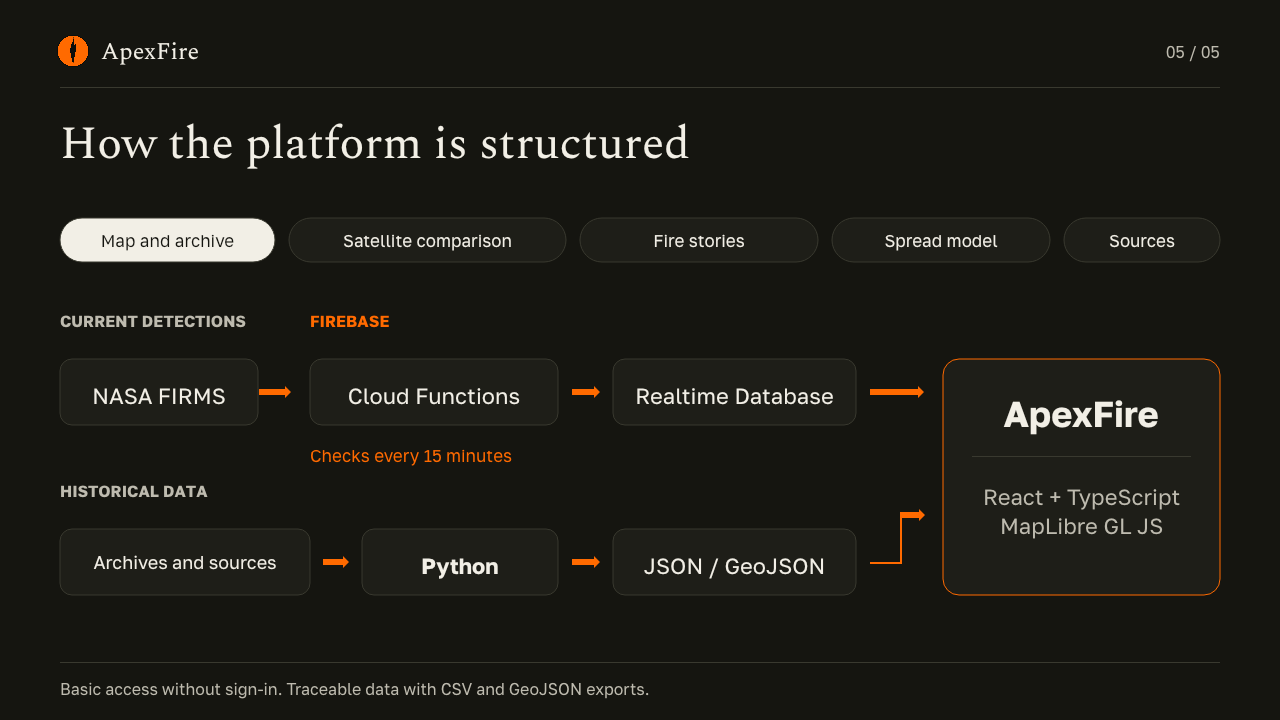 ApexFire
05 / 05
How the platform is structured
Map and archive
Satellite comparison
Fire stories
Spread model
Sources
CURRENT DETECTIONS
FIREBASE
NASA FIRMS
Cloud Functions
Realtime Database
Checks every 15 minutes
HISTORICAL DATA
Archives and sources
Python
JSON / GeoJSON
ApexFire
React + TypeScript
MapLibre GL JS
Basic access without sign-in. Traceable data with CSV and GeoJSON exports.